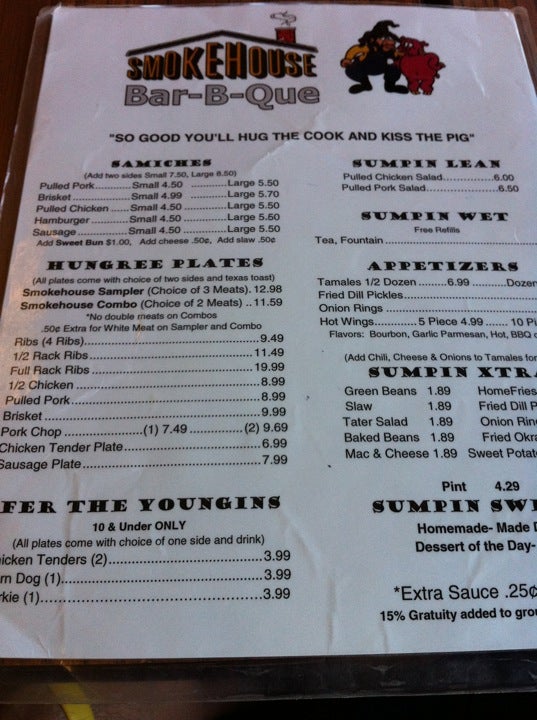 SMOKEHOUSE
Bar-B-Que
"SO GOOD YOU'LL HUG THE COOK AND KISS THE PIG"
SAMICHES
(Add two sides Small 7.50, Large 8.50)
Pulled Pork..........Small 4.50 ...........Large 5.50
Brisket................Small 4.99 ...........Large 5.70
Pulled Chicken .....Small 4.50 ...........Large 5.50
Hamburger ..........Small 4.50 ...........Large 5.50
Sausage .............Small 4.50 ...........Large 5.50
Add Sweet Bun $1.00, Add cheese .50¢, Add slaw .50¢
HUNGREE PLATES
(All plates come with choice of two sides and texas toast)
Smokehouse Sampler (Choice of 3 Meats). 12.98
Smokehouse Combo (Choice of 2 Meats) .. 11.59
*No double meats on Combos
.50¢ Extra for White Meat on Sampler and Combo
Ribs (4 Ribs)................................9.49
1/2 Rack Ribs................................11.49
Full Rack Ribs ..............................19.99
1/2 Chicken ..................................8.99
Pulled Pork...................................8.99
Brisket.......................................9.99
Pork Chop ................(1) 7.49 ..............(2) 9.69
Chicken Tender Plate..........................6.99
Sausage Plate.................................7.99
FER THE YOUNGINS
10 & Under ONLY
(All plates come with choice of one side and drink)
icken Tenders (2)..............................3.99
rn Dog (1).....................................3.99
rkie (1).......................................3.99
SUMPIN LEAN
Pulled Chicken Salad................6.00
Pulled Pork Salad.....................6.50
SUMPIN WET
Free Refills
Tea, Fountain ..............................
APPETIZERS
Tamales 1/2 Dozen ........6.99 ........Dozen
Fried Dill Pickles..............................
Onion Rings ..............................
Hot Wings............5 Piece 4.99 ....... 10 Pi
Flavors: Bourbon, Garlic Parmesan, Hot, BBQ
(Add Chili, Cheese & Onions to Tamales for
SUMPIN XTRA
Green Beans 1.89 HomeFries
Slaw 1.89 Fried Dill P
Tater Salad 1.89 Onion Ring
Baked Beans 1.89 Fried Okra
Mac & Cheese 1.89 Sweet Potato
Pint 4.29
SUMPIN SWE
Homemade- Made D
Dessert of the Day-
*Extra Sauce .25¢
15% Gratuity added to grou